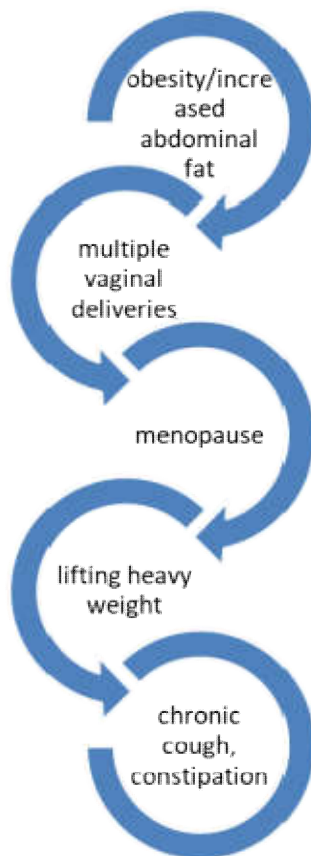 obesity/incre
ased
abdominal
fat
multiple
vaginal
deliveries
menopause
lifting heavy
weight
chronic
cough,
constipation